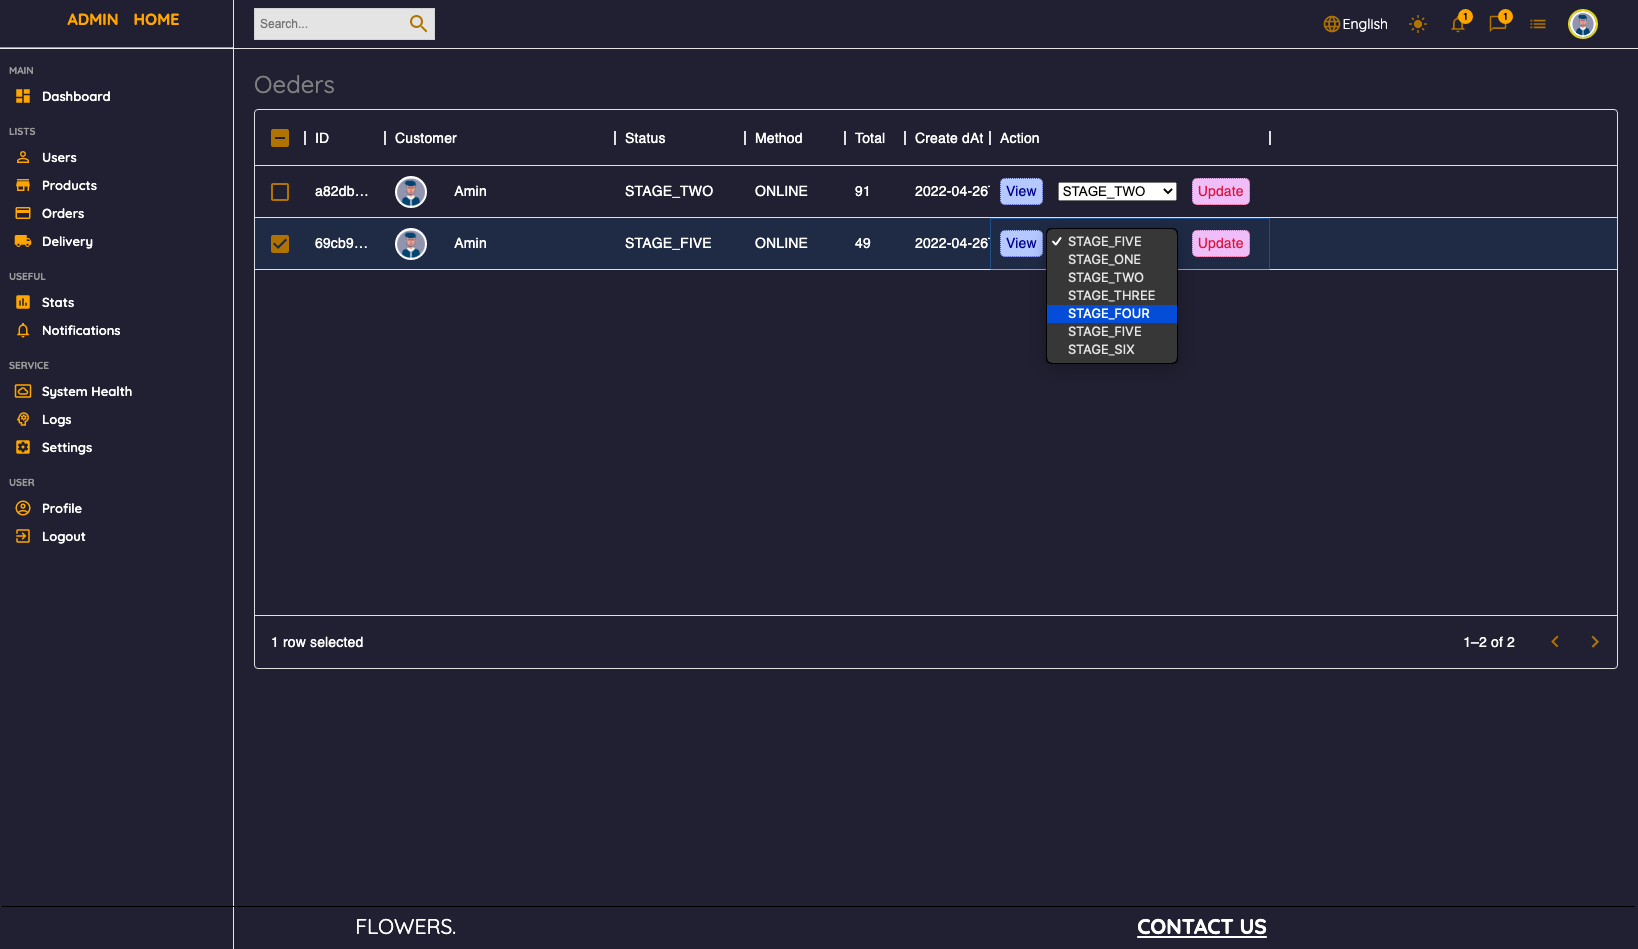 ADMIN HOME
Search...
English
1
1
MAIN
Dashboard
LISTS
Users
Products
Orders
Delivery
USEFUL
Stats
Notifications
SERVICE
System Health
Logs
Settings
USER
Profile
Logout
Oeders
ID Customer Status Method Total Create dAt Action
a82db... Amin STAGE_TWO ONLINE 91 2022-04-26T View STAGE_TWO Update
69cb9... Amin STAGE_FIVE ONLINE 49 2022-04-26T View Update
STAGE_FIVE
STAGE_ONE
STAGE_TWO
STAGE_THREE
STAGE_FOUR
STAGE_FIVE
STAGE_SIX
1 row selected 1–2 of 2
FLOWERS. CONTACT US